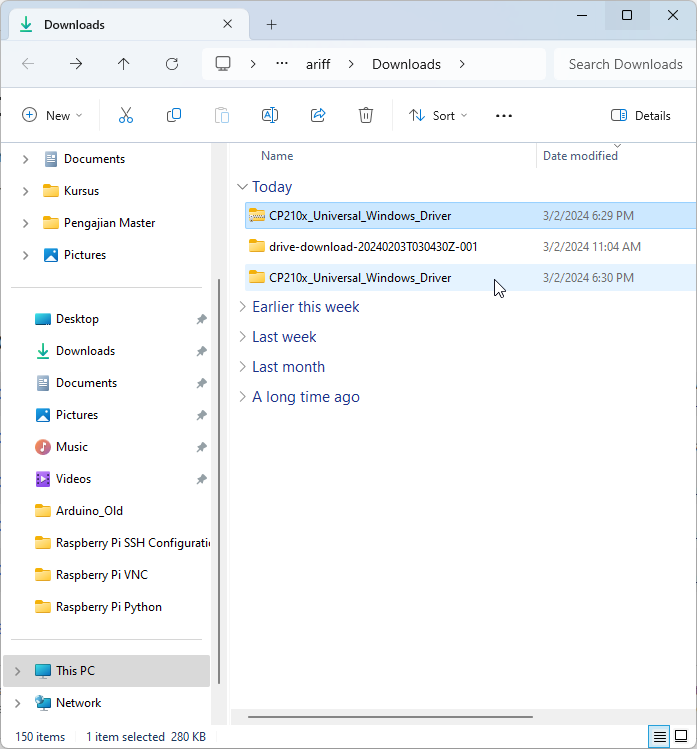 Downloads
ariff
Downloads
Search Downloads
New
Sort
Details
Documents
Kursus
Pengajian Master
Pictures
Desktop
Downloads
Documents
Pictures
Music
Videos
Arduino_Old
Raspberry Pi SSH Configuratio
Raspberry Pi VNC
Raspberry Pi Python
This PC
Network
Name Date modified
Today
CP210x_Universal_Windows_Driver 3/2/2024 6:29 PM
drive-download-20240203T030430Z-001 3/2/2024 11:04 AM
CP210x_Universal_Windows_Driver 3/2/2024 6:30 PM
Earlier this week
Last week
Last month
A long time ago
150 items 1 item selected 280 KB